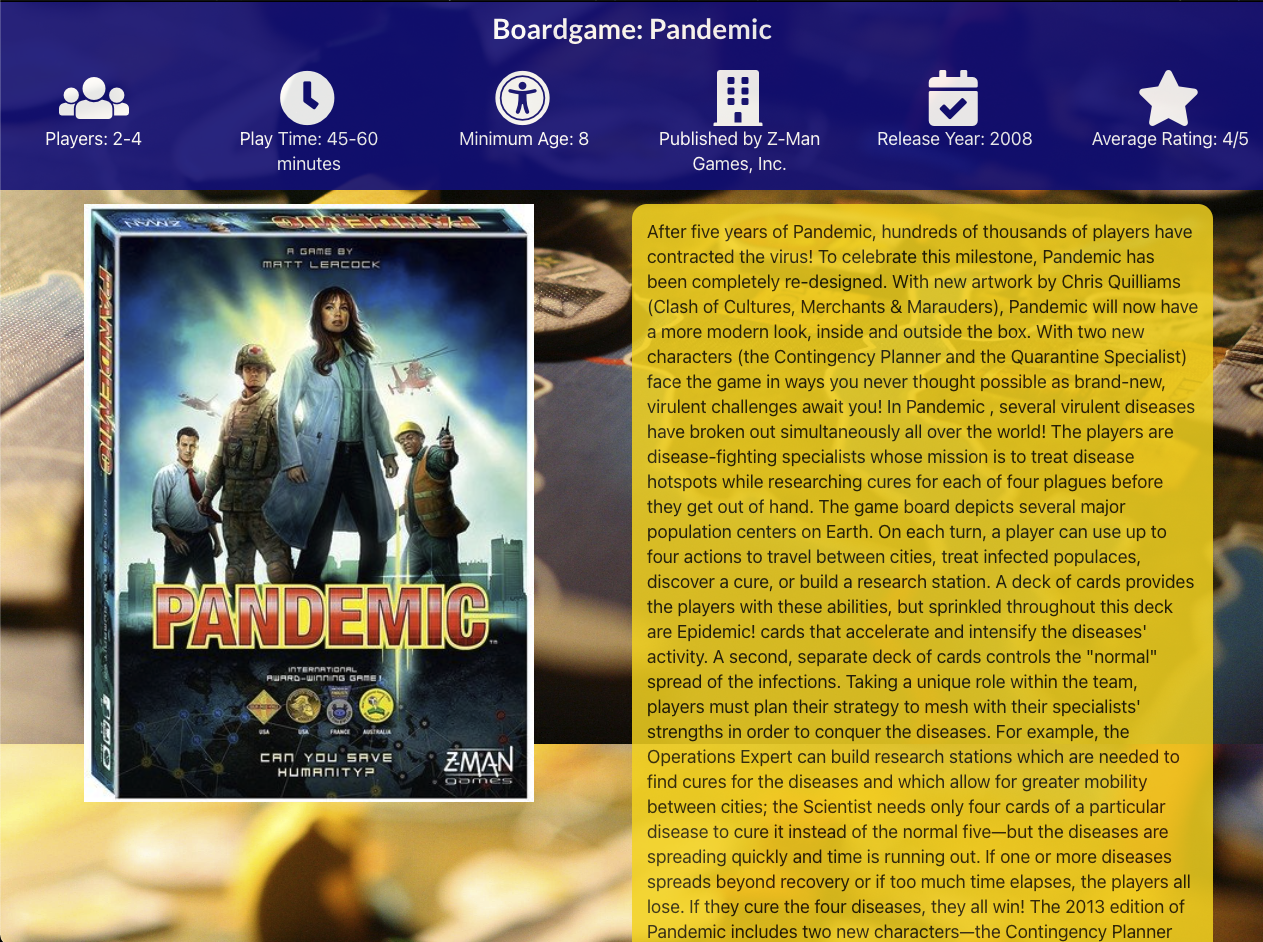 Boardgame: Pandemic
Players: 2-4
Play Time: 45-60
minutes
Minimum Age: 8
Published by Z-Man
Games, Inc.
Release Year: 2008
Average Rating: 4/5
PANDEMIC
Z-MAN
PANDEMIC
A GAME BY
MATT LEACOCK
PANDEMIC
INTERNATIONAL
AWARD-WINNING GAME!
USA
USA
FRANCE
AUSTRALIA
CAN YOU SAVE
HUMANITY?
Z-MAN
games
After five years of Pandemic, hundreds of thousands of players have
contracted the virus! To celebrate this milestone, Pandemic has
been completely re-designed. With new artwork by Chris Quilliams
(Clash of Cultures, Merchants & Marauders), Pandemic will now have
a more modern look, inside and outside the box. With two new
characters (the Contingency Planner and the Quarantine Specialist)
face the game in ways you never thought possible as brand-new,
virulent challenges await you! In Pandemic , several virulent diseases
have broken out simultaneously all over the world! The players are
disease-fighting specialists whose mission is to treat disease
hotspots while researching cures for each of four plagues before
they get out of hand. The game board depicts several major
population centers on Earth. On each turn, a player can use up to
four actions to travel between cities, treat infected populaces,
discover a cure, or build a research station. A deck of cards provides
the players with these abilities, but sprinkled throughout this deck
are Epidemic! cards that accelerate and intensify the diseases'
activity. A second, separate deck of cards controls the "normal"
spread of the infections. Taking a unique role within the team,
players must plan their strategy to mesh with their specialists'
strengths in order to conquer the diseases. For example, the
Operations Expert can build research stations which are needed to
find cures for the diseases and which allow for greater mobility
between cities; the Scientist needs only four cards of a particular
disease to cure it instead of the normal five—but the diseases are
spreading quickly and time is running out. If one or more diseases
spreads beyond recovery or if too much time elapses, the players all
lose. If they cure the four diseases, they all win! The 2013 edition of
Pandemic includes two new characters—the Contingency Planner